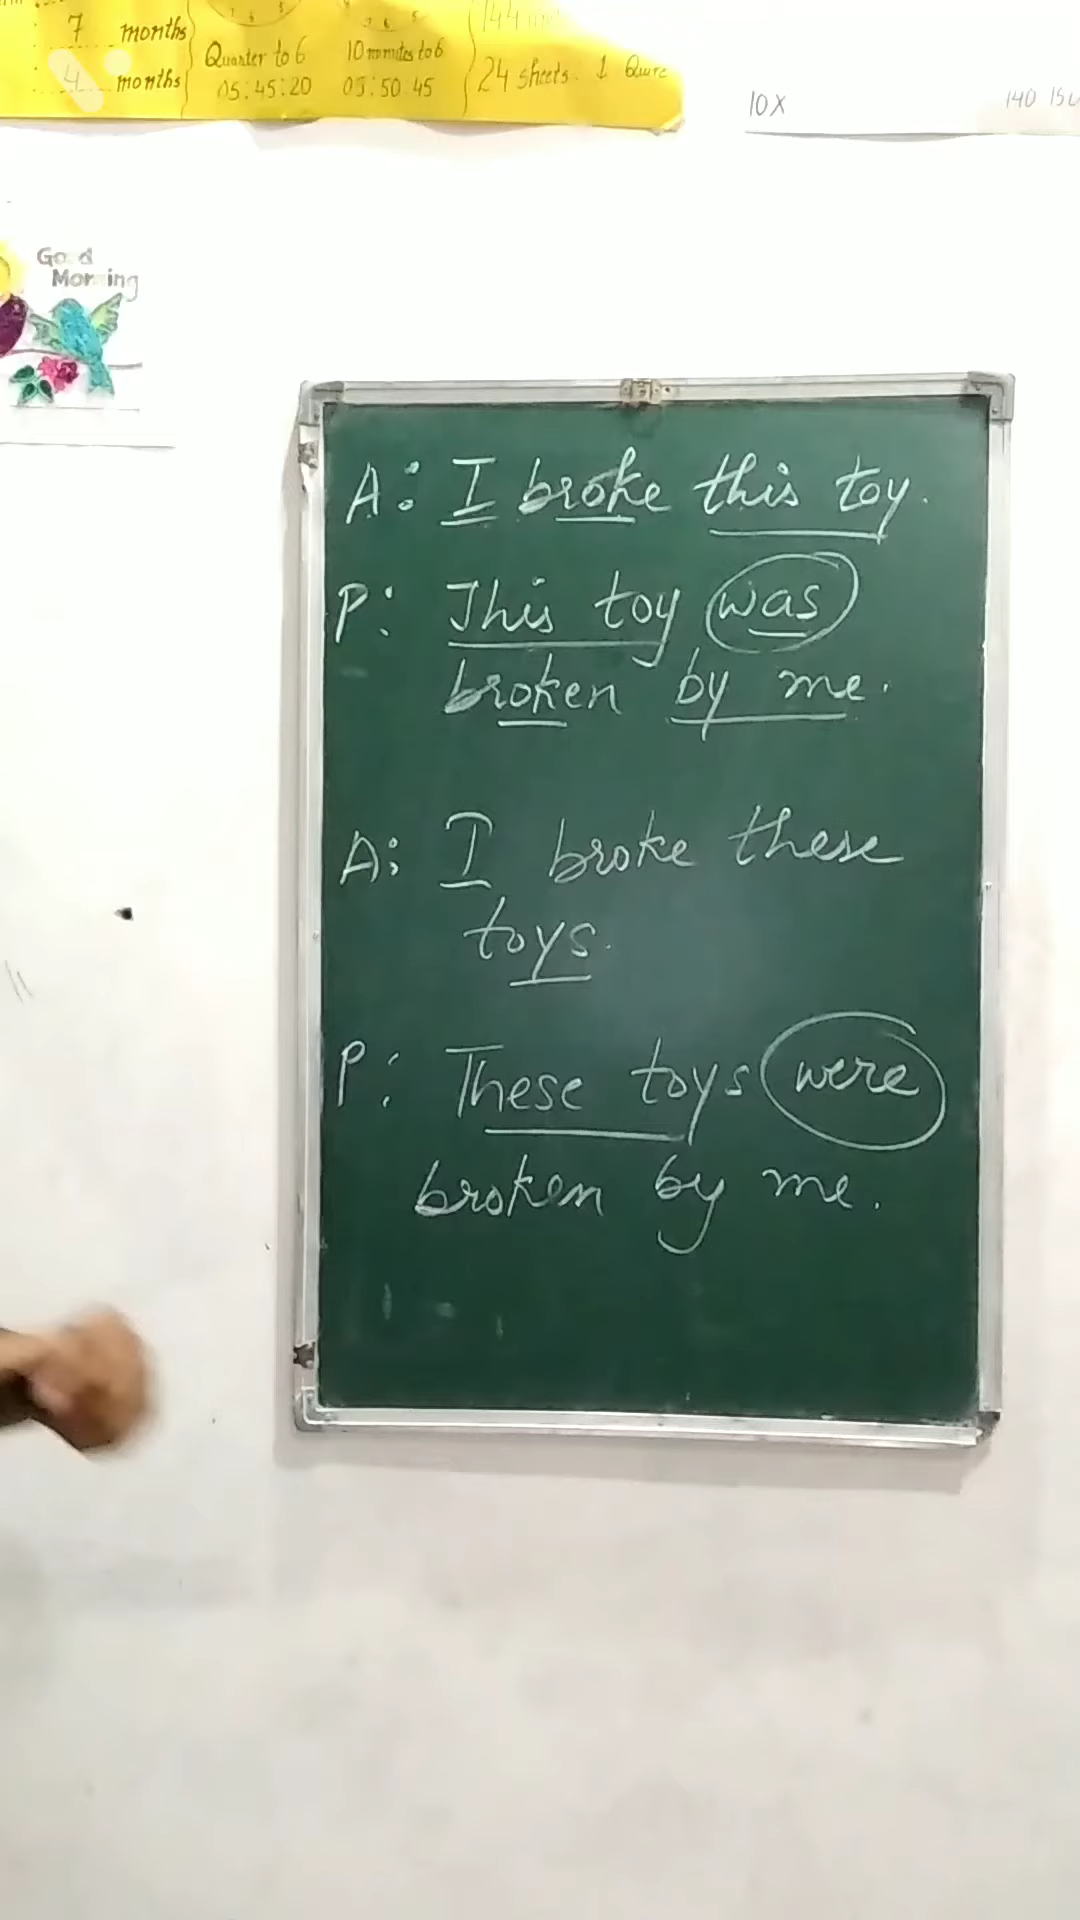 7 months
4 months
Quarter to 6
05:45:20
10 minutes to 6
05:50:45
144
24 sheets. 1 Quire
10X
140
Good
Morning
A: I broke this toy.
P: This toy was
broken by me.
A: I broke these
toys.
P: These toys were
broken by me.